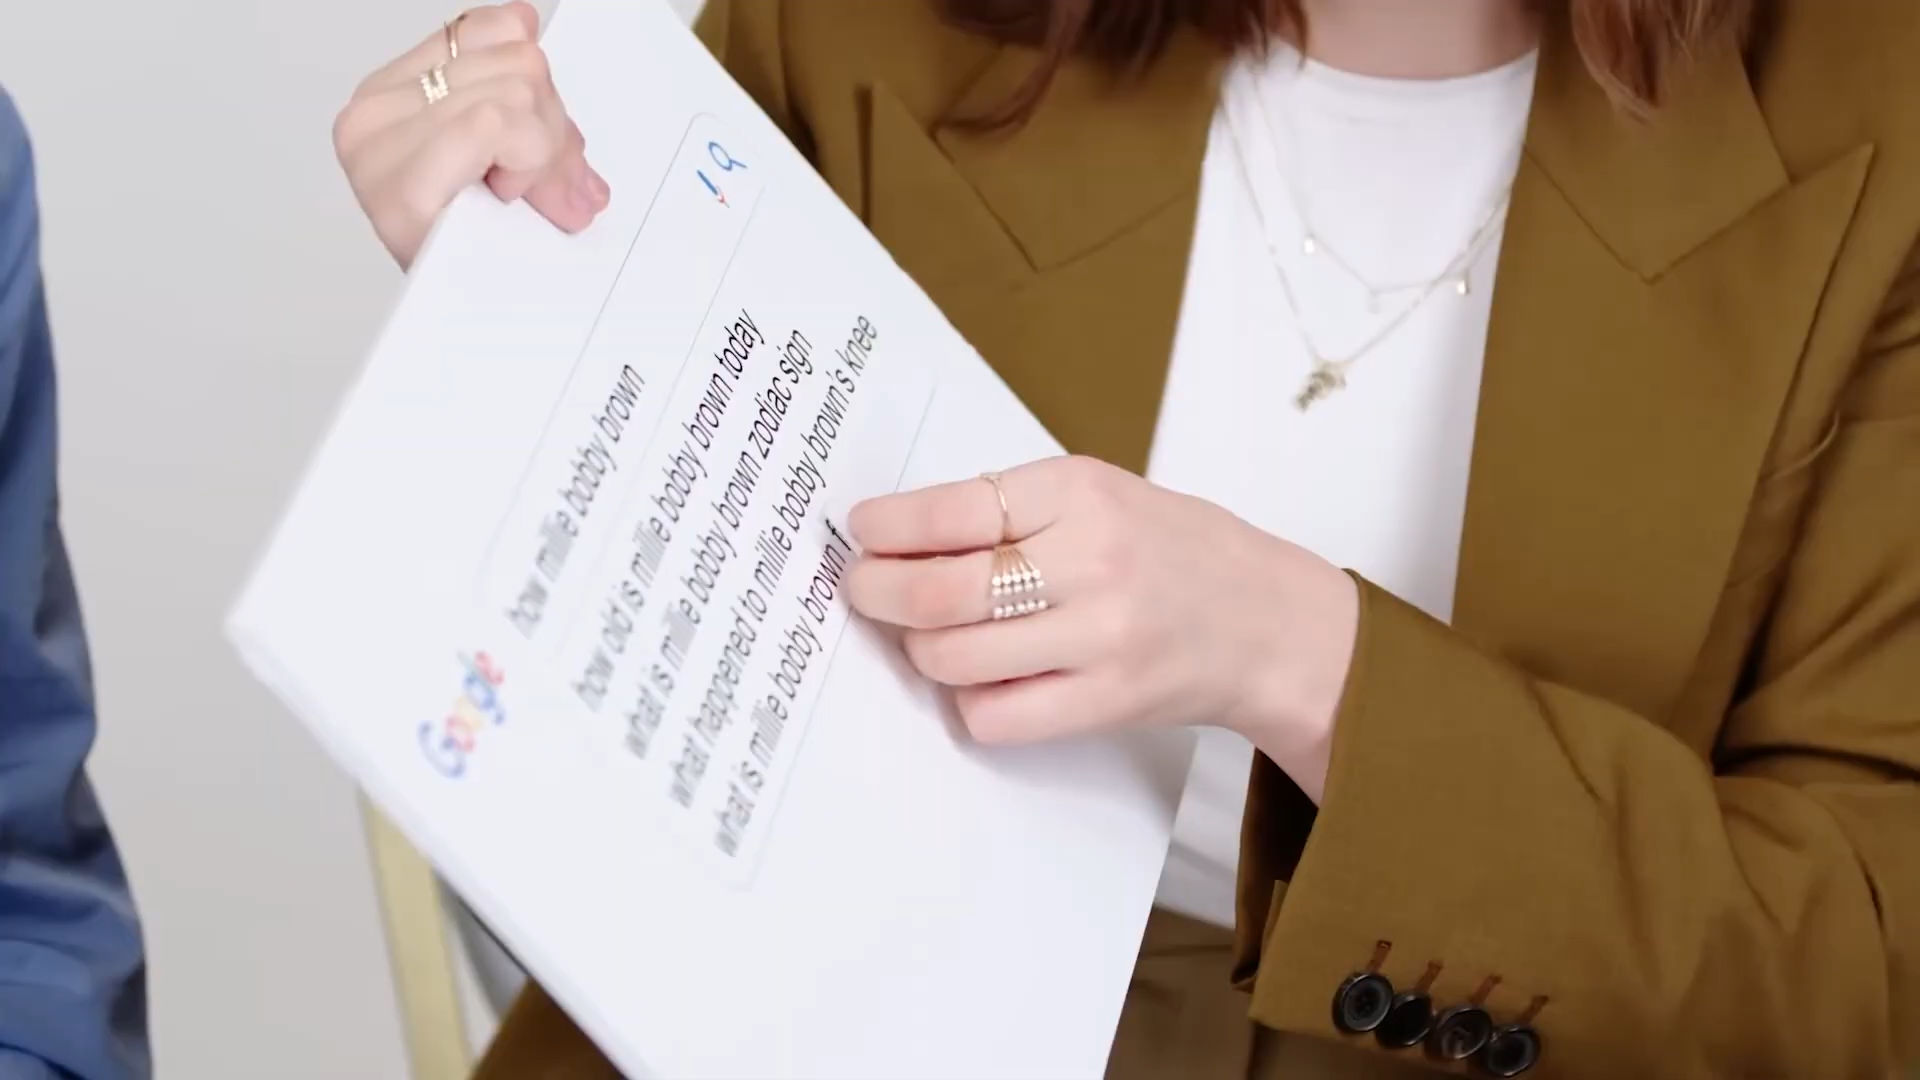 Google
how millie bobby brown
how old is millie bobby brown today
what is millie bobby brown zodiac sign
what happened to millie bobby brown's knee
what is millie bobby brown f